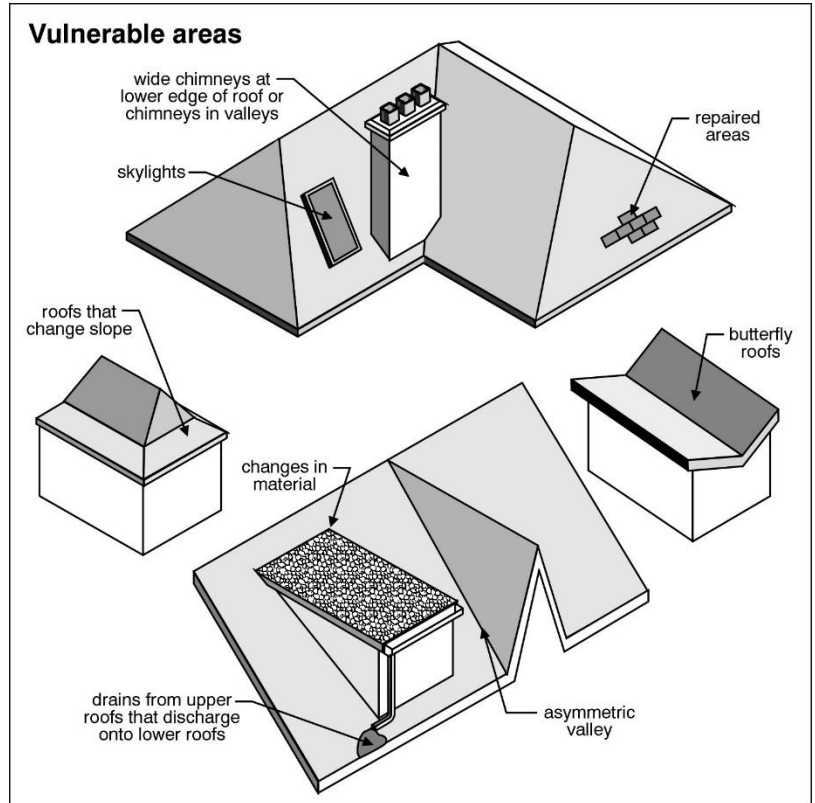 Vulnerable areas
wide chimneys at
lower edge of roof or
chimneys in valleys
repaired
areas
skylights
roofs that
change slope
butterfly
roofs
changes in
material
drains from upper
roofs that discharge
onto lower roofs
asymmetric
valley